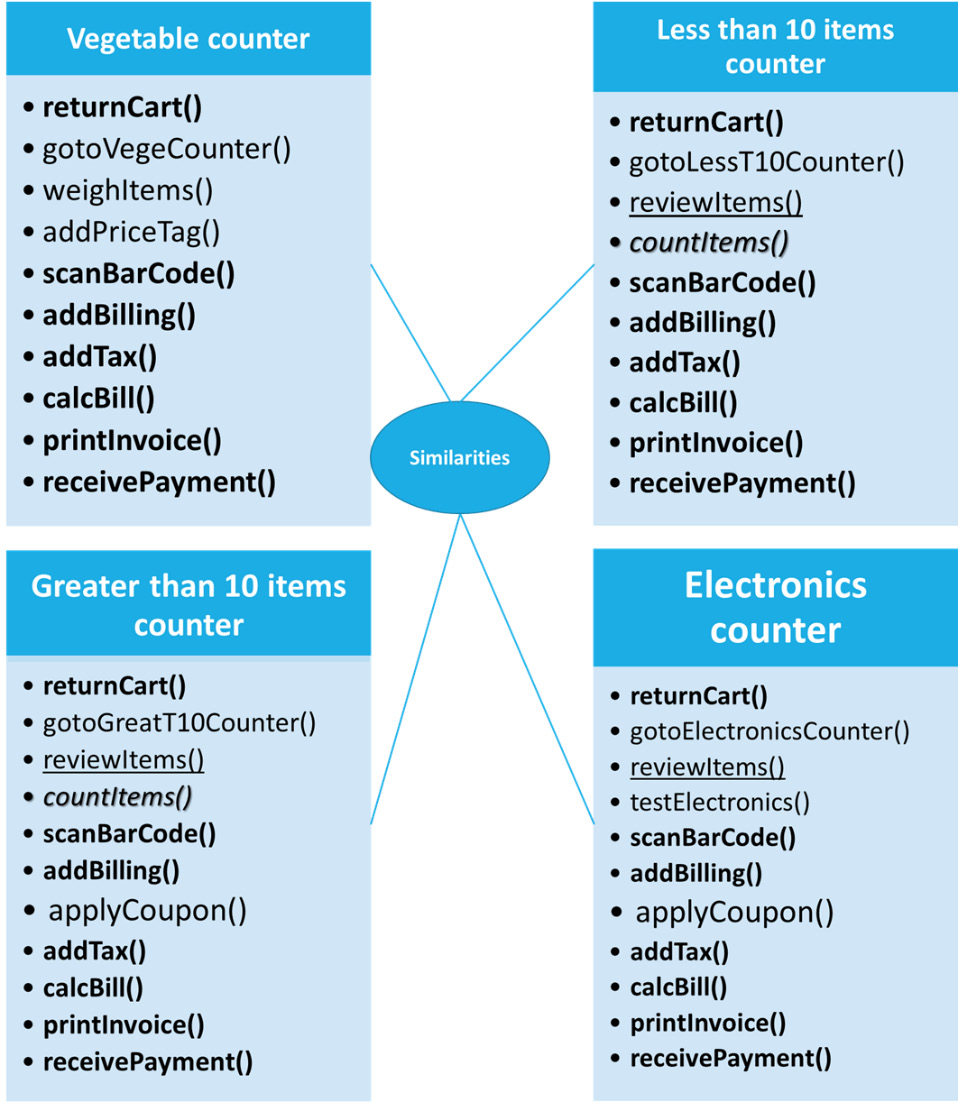 Vegetable counter
• returnCart()
• gotoVegeCounter()
• weighItems()
• addPriceTag()
• scanBarCode()
• addBilling()
• addTax()
• calcBill()
• printInvoice()
• receivePayment()
Less than 10 items
counter
• returnCart()
• gotoLessT10Counter()
• reviewItems()
• countItems()
• scanBarCode()
• addBilling()
• addTax()
• calcBill()
• printInvoice()
• receivePayment()
Similarities
Greater than 10 items
counter
• returnCart()
• gotoGreatT10Counter()
• reviewItems()
• countItems()
• scanBarCode()
• addBilling()
• applyCoupon()
• addTax()
• calcBill()
• printInvoice()
• receivePayment()
Electronics
counter
• returnCart()
• gotoElectronicsCounter()
• reviewItems()
• testElectronics()
• scanBarCode()
• addBilling()
• applyCoupon()
• addTax()
• calcBill()
• printInvoice()
• receivePayment()